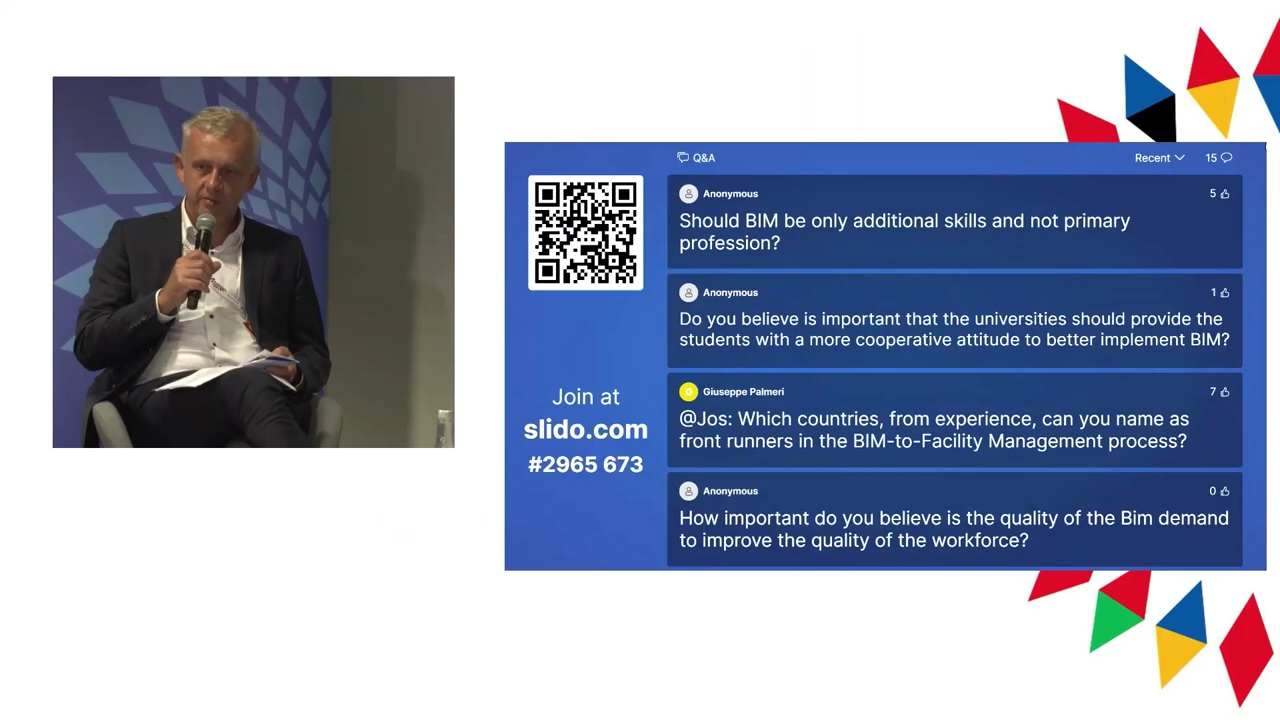 Q&A
Recent
15
Anonymous
5
Should BIM be only additional skills and not primary
profession?
Anonymous
1
Do you believe is important that the universities should provide the
students with a more cooperative attitude to better implement BIM?
G
Giuseppe Palmeri
7
@Jos: Which countries, from experience, can you name as
front runners in the BIM-to-Facility Management process?
Anonymous
0
How important do you believe is the quality of the Bim demand
to improve the quality of the workforce?
Join at
slido.com
#2965 673